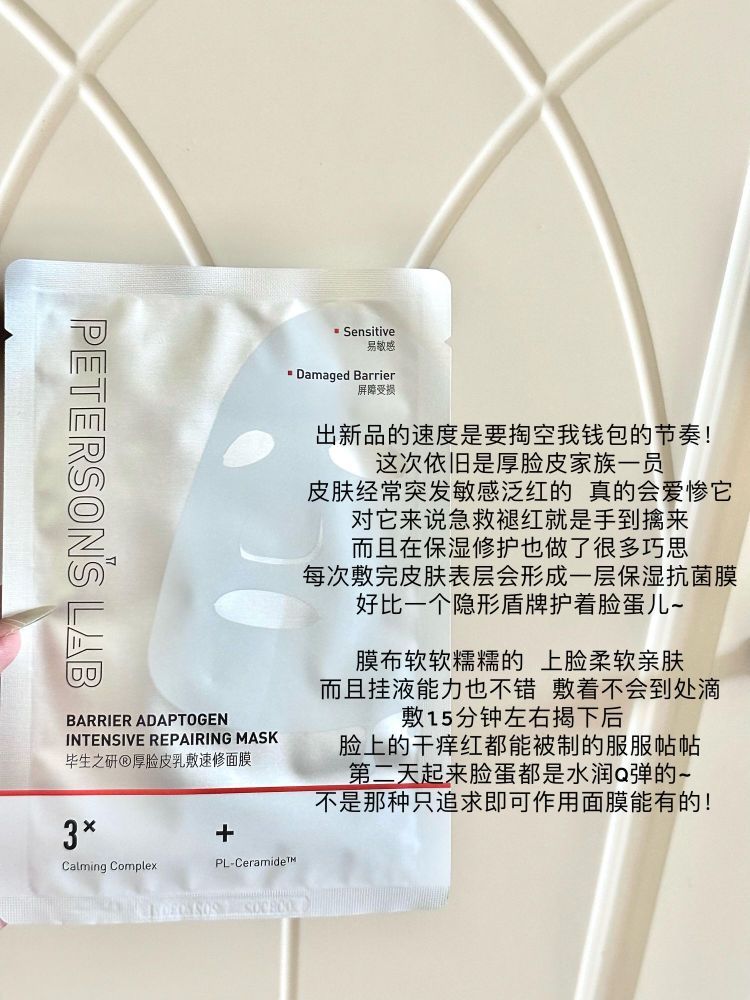 PETERSON'S LAB
Sensitive
易敏感
Damaged Barrier
屏障受损
出新品的速度是要掏空我钱包的节奏!
这次依旧是厚脸皮家族一员
皮肤经常突发敏感泛红的 真的会爱惨它
对它来说急救褪红就是手到擒来
而且在保湿修护也做了很多巧思
每次敷完皮肤表层会形成一层保湿抗菌膜
好比一个隐形盾牌护着脸蛋儿~
膜布软软糯糯的 上脸柔软亲肤
而且挂液能力也不错 敷着不会到处滴
敷15分钟左右揭下后
脸上的干痒红都能被制的服服帖帖
第二天起来脸蛋都是水润Q弹的~
不是那种只追求即可作用面膜能有的!
BARRIER ADAPTOGEN
INTENSIVE REPAIRING MASK
毕生之研®厚脸皮乳敷速修面膜
3× +
Calming Complex PL-Ceramide™